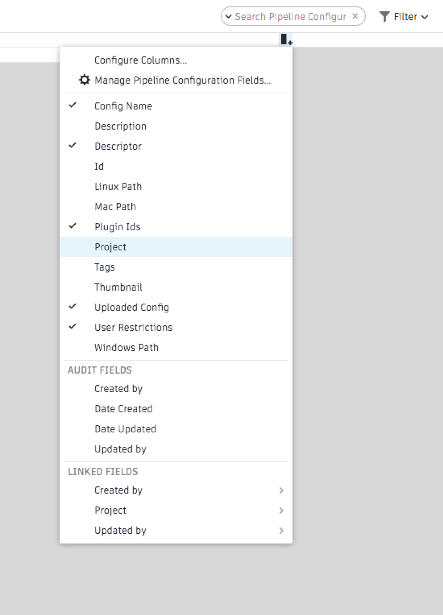 Search Pipeline Configur
Filter
Configure Columns...
Manage Pipeline Configuration Fields...
Config Name
Description
Descriptor
Id
Linux Path
Mac Path
Plugin Ids
Project
Tags
Thumbnail
Uploaded Config
User Restrictions
Windows Path
AUDIT FIELDS
Created by
Date Created
Date Updated
Updated by
LINKED FIELDS
Created by
Project
Updated by